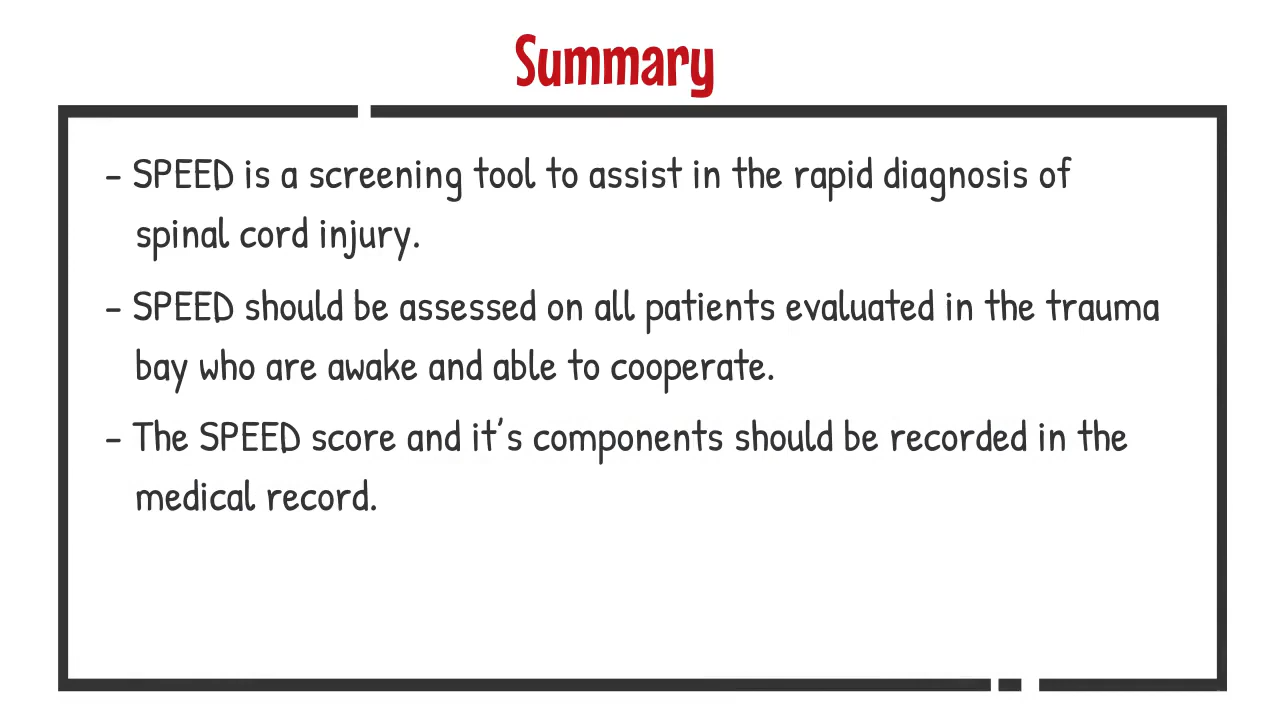 Summary
- SPEED is a screening tool to assist in the rapid diagnosis of
spinal cord injury.
- SPEED should be assessed on all patients evaluated in the trauma
bay who are awake and able to cooperate.
- The SPEED score and it's components should be recorded in the
medical record.